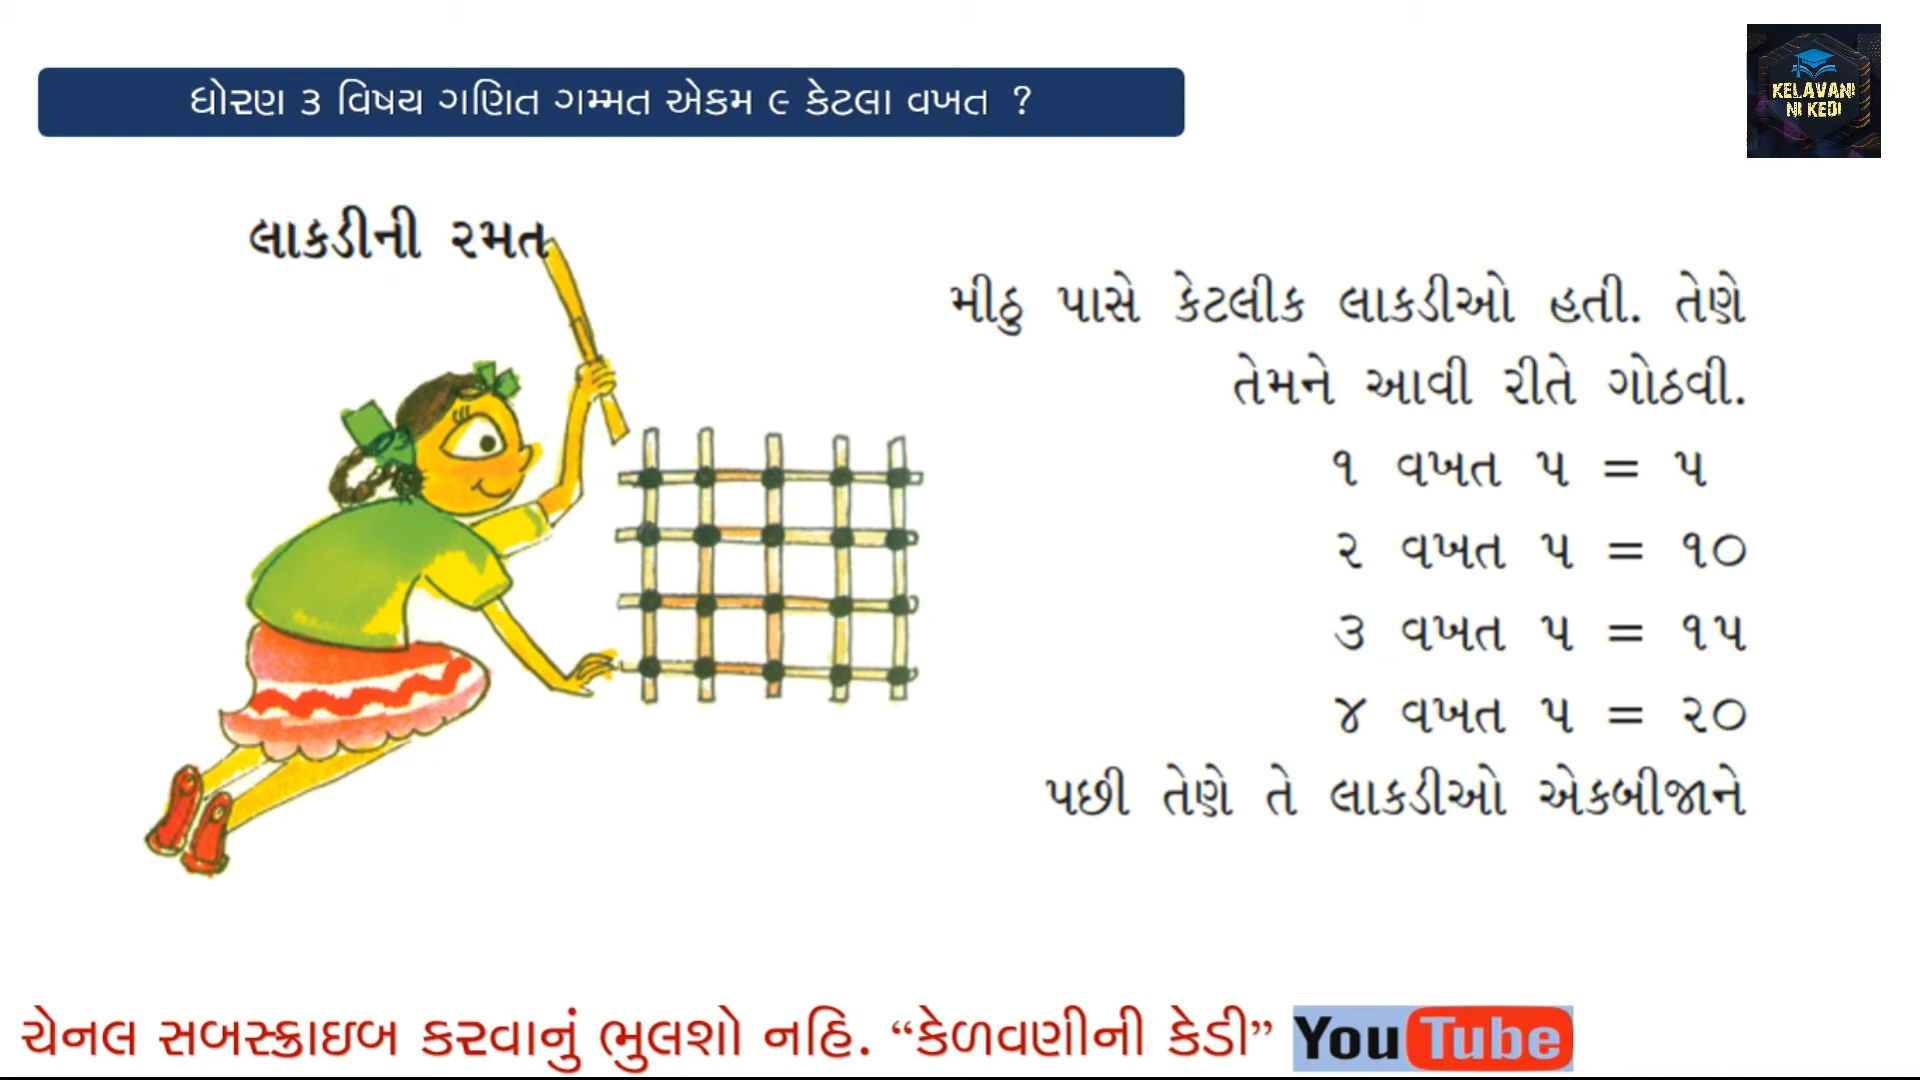 ધોરણ ૩ વિષય ગણિત ગમ્મત એકમ ૯ કેટલા વખત ?
KELAVANI
NI KEDI
લાકડીની રમત
મીઠુ પાસે કેટલીક લાકડીઓ હતી. તેણે
તેમને આવી રીતે ગોઠવી.
૧ વખત ૫ = ૫
૨ વખત ૫ = ૧૦
૩ વખત ૫ = ૧૫
૪ વખત ૫ = ૨૦
પછી તેણે તે લાકડીઓ એકબીજાને
ચેનલ સબસ્ક્રાઇબ કરવાનું ભુલશો નહિ. “કેળવણીની કેડી” YouTube